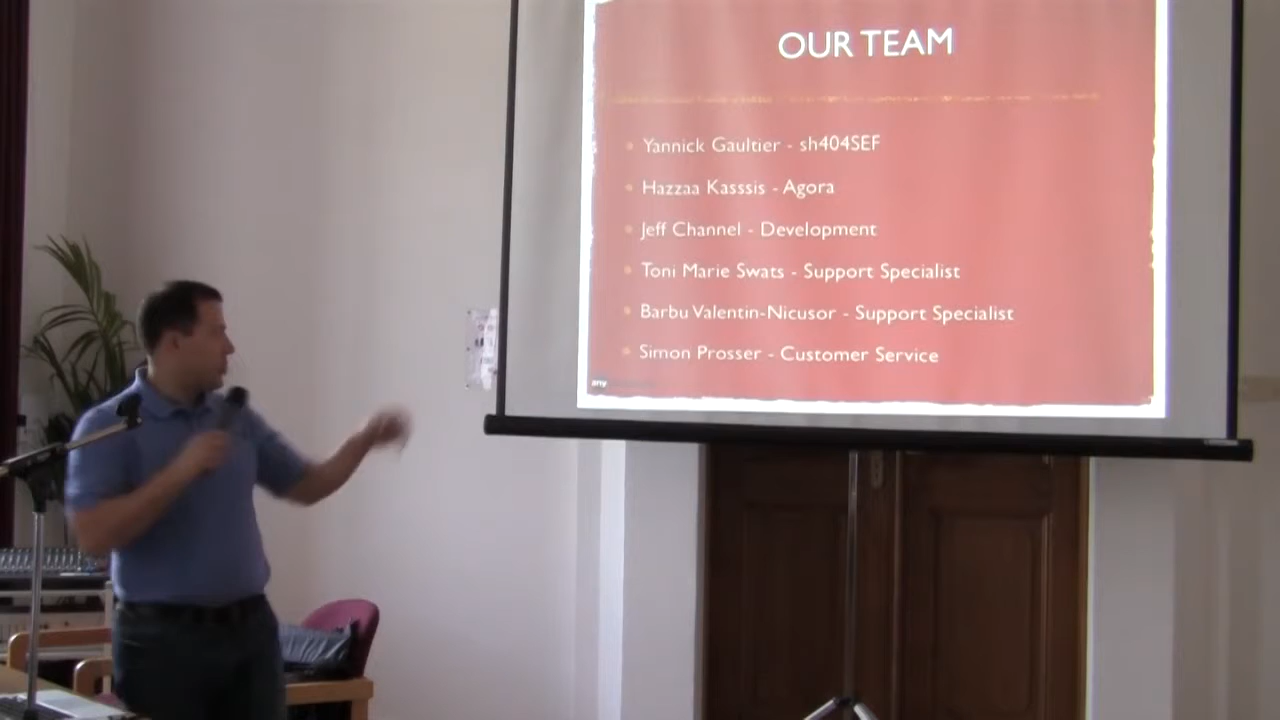 OUR TEAM
Yannick Gaultier - sh404SEF
Hazzaa Kasssis - Agora
Jeff Channel - Development
Toni Marie Swats - Support Specialist
Barbu Valentin-Nicusor - Support Specialist
Simon Prosser - Customer Service